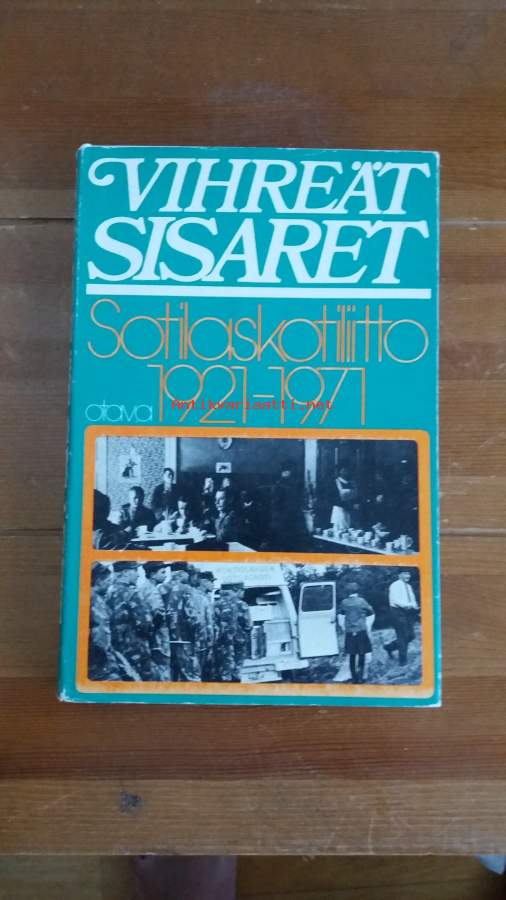 VIHREÄT
SISARET
Sotilaskotiliitto
1921-1971
otava
Antikvariaatti.net